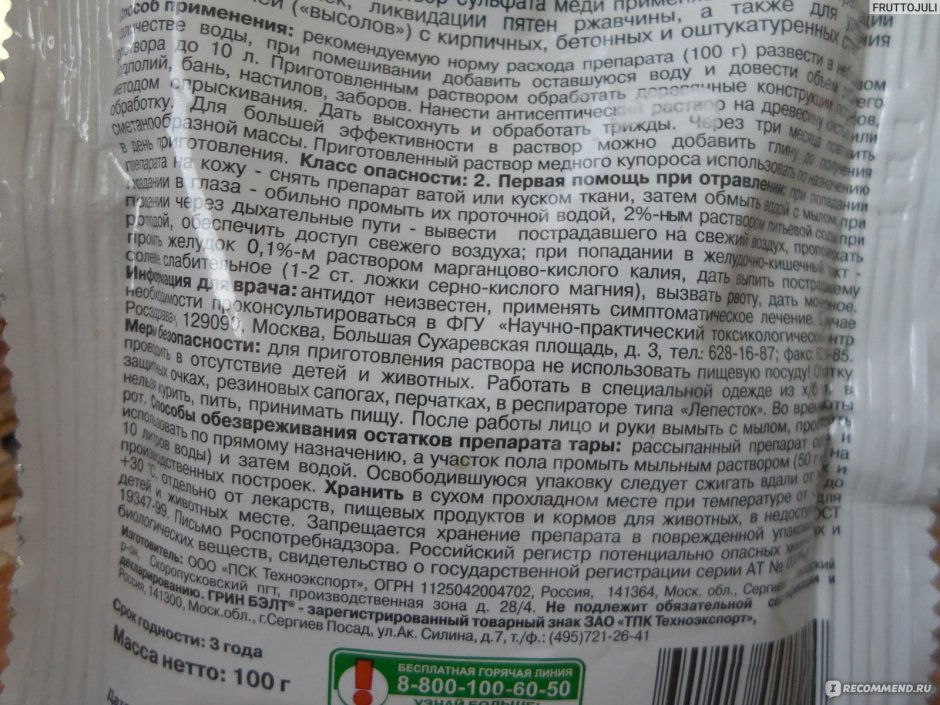 FRUTTOJULI
сульфата меди
ликвидации пятен ржавчины, а также для
(«высолов») с кирпичных, бетонных и оштукатуренных
Способ применения: рекомендуемую норму расхода препарата (100 г) развести в
количестве воды, при помешивании добавить оставшуюся воду и довести
раствора до 10 л. Приготовленным раствором обработать деревянные конструкции
подполий, бань, настилов, заборов. Нанести антисептический раствор на древесину
методом опрыскивания. Дать высохнуть и обработать трижды. Через три месяца
обработку. Для большей эффективности в раствор можно добавить глину до получения
сметанообразной массы. Приготовленный раствор медного купороса использовать по назначению
в день приготовления. Класс опасности: 2. Первая помощь при отравлении: при попадании
препарата на кожу - снять препарат ватой или куском ткани, затем обмыть водой с мылом; при
попадании в глаза - обильно промыть их проточной водой, 2%-ным раствором питьевой соды; при
попадании через дыхательные пути - вывести пострадавшего на свежий воздух, прополоскать
рот водой, обеспечить доступ свежего воздуха; при попадании в желудочно-кишечный тракт -
промыть желудок 0,1%-м раствором марганцово-кислого калия, дать выпить пострадавшему
солевое слабительное (1-2 ст. ложки серно-кислого магния), вызвать рвоту, дать мочегонное.
Информация для врача: антидот неизвестен, применять симптоматическое лечение. В случае
необходимости проконсультироваться в ФГУ «Научно-практический токсикологический центр
Росздрава», 129090, Москва, Большая Сухаревская площадь, д. 3, тел.: 628-16-87; факс:
Меры безопасности: для приготовления раствора не использовать пищевую посуду! Обработку
проводить в отсутствие детей и животных. Работать в специальной одежде из х/б
защитных очках, резиновых сапогах, перчатках, в респираторе типа «Лепесток». Во время
нельзя курить, пить, принимать пищу. После работы лицо и руки вымыть с мылом,
рот. Способы обезвреживания остатков препарата тары: рассыпанный препарат
использовать по прямому назначению, а участок пола промыть мыльным раствором (50 г на
10 литров воды) и затем водой. Освободившуюся упаковку следует сжигать вдали от
производственных построек. Хранить в сухом прохладном месте при температуре от
+30 °С, отдельно от лекарств, пищевых продуктов и кормов для животных, в недоступном для
детей и животных месте. Запрещается хранение препарата в поврежденной упаковке
19347-99. Письмо Роспотребнадзора. Российский регистр потенциально опасных химических и
биологических веществ, свидетельство о государственной регистрации серии АТ №
Изготовитель: ООО «ПСК Техноэкспорт», ОГРН 1125042004702, Россия, 141364, Моск. обл., Сергиев
р-он, Скоропусковский пгт, производственная зона д. 28/4. Не подлежит обязательной
декларированию. ГРИН БЭЛТ® - зарегистрированный товарный знак ЗАО «ТПК Техноэкспорт»,
Россия, 141300, Моск.обл., г.Сергиев Посад, ул.Ак. Силина, д.7, т./ф.: (495)721-26-41
Срок годности: 3 года
Масса нетто: 100 г
БЕСПЛАТНАЯ ГОРЯЧАЯ ЛИНИЯ
8-800-100-60-50
УЗНАЙ БОЛЬШЕ!
I RECOMMEND.RU